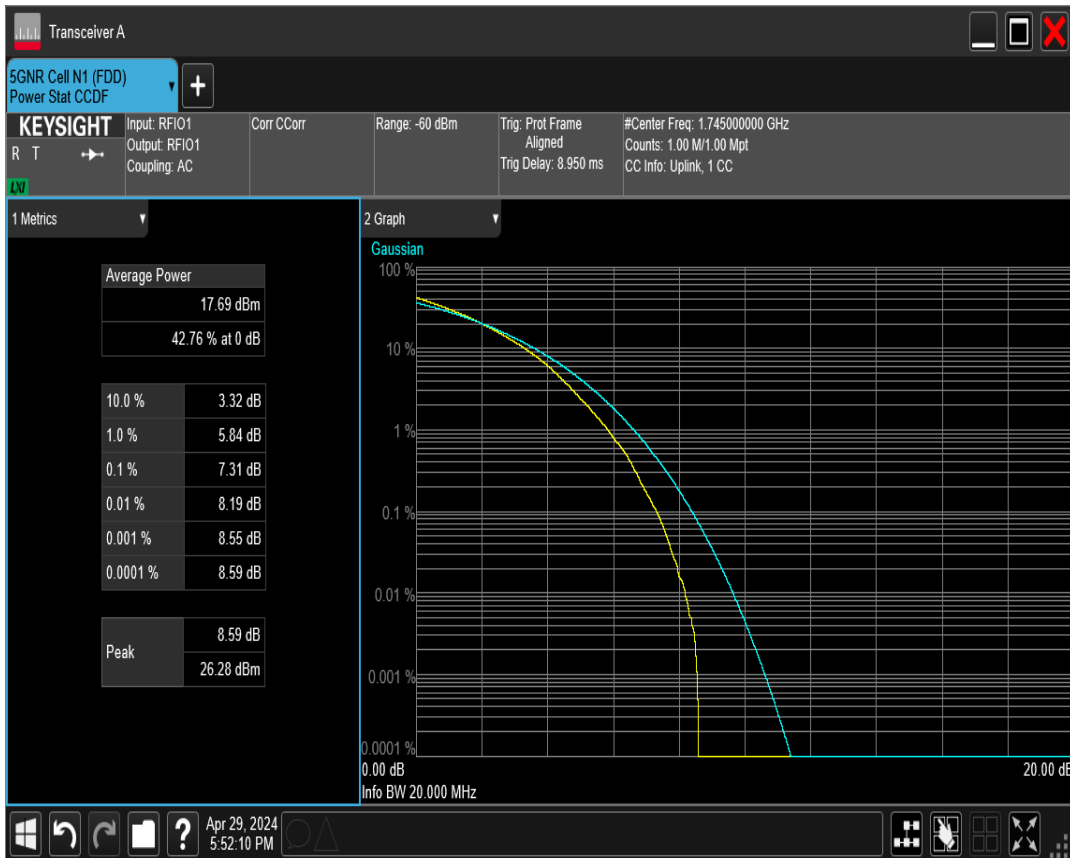 Transceiver A
5GNR Cell N1 (FDD)
Power Stat CCDF
+
KEYSIGHT
R T
LXI
Input: RFIO1
Output: RFIO1
Coupling: AC
Corr CCorr
Range: -60 dBm
Trig: Prot Frame
Aligned
Trig Delay: 8.950 ms
#Center Freq: 1.745000000 GHz
Counts: 1.00 M/1.00 Mpt
CC Info: Uplink, 1 CC
1 Metrics
Average Power
17.69 dBm
42.76 % at 0 dB
10.0 % 3.32 dB
1.0 % 5.84 dB
0.1 % 7.31 dB
0.01 % 8.19 dB
0.001 % 8.55 dB
0.0001 % 8.59 dB
Peak
8.59 dB
26.28 dBm
2 Graph
Gaussian
100 %
10 %
1 %
0.1 %
0.01 %
0.001 %
0.0001 %
0.00 dB 20.00 dB
Info BW 20.000 MHz
?
Apr 29, 2024
5:52:10 PM